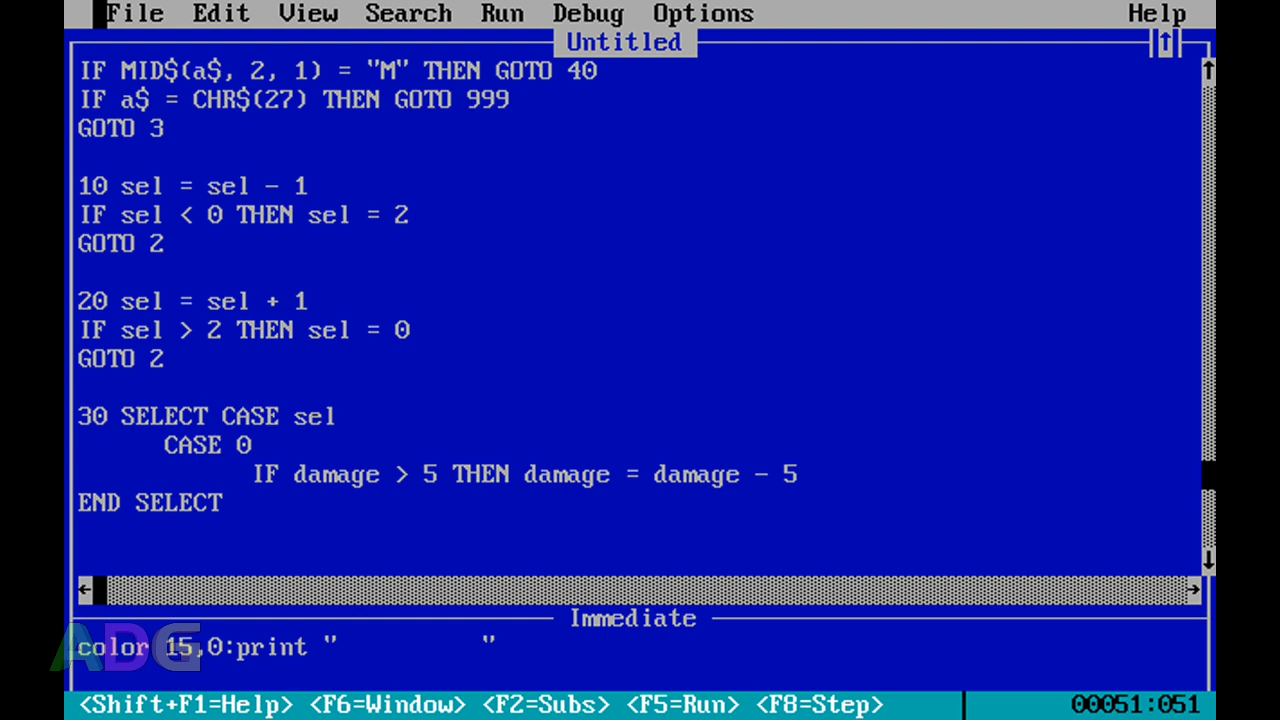 File Edit View Search Run Debug Options Help
Untitled
IF MID$(a$, 2, 1) = "M" THEN GOTO 40
IF a$ = CHR$(27) THEN GOTO 999
GOTO 3
10 sel = sel - 1
IF sel < 0 THEN sel = 2
GOTO 2
20 sel = sel + 1
IF sel > 2 THEN sel = 0
GOTO 2
30 SELECT CASE sel
CASE 0
IF damage > 5 THEN damage = damage - 5
END SELECT
Immediate
color 15,0:print "           "
ADG
<Shift+F1=Help> <F6=Window> <F2=Subs> <F5=Run> <F8=Step> 00051:051